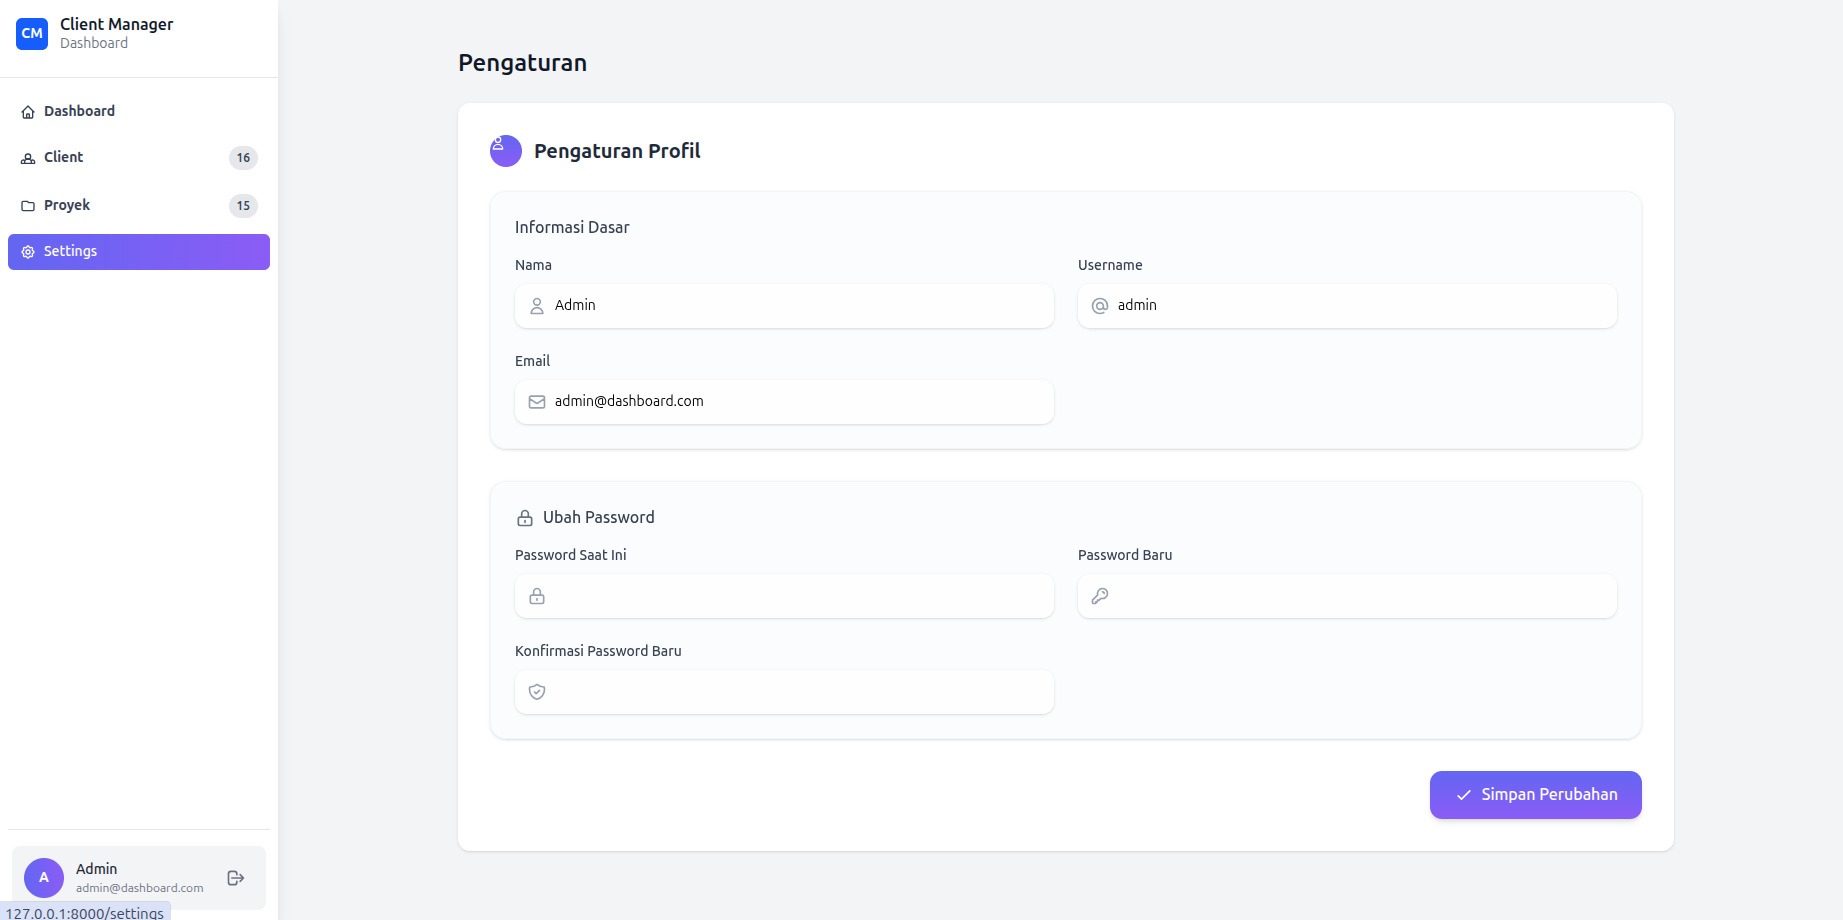 CM
Client Manager
Dashboard
Dashboard
Client 16
Proyek 15
Settings
A
Admin
admin@dashboard.com
127.0.0.1:8000/settings
Pengaturan
Pengaturan Profil
Informasi Dasar
Nama
Admin
Username
admin
Email
admin@dashboard.com
Ubah Password
Password Saat Ini
Password Baru
Konfirmasi Password Baru
Simpan Perubahan